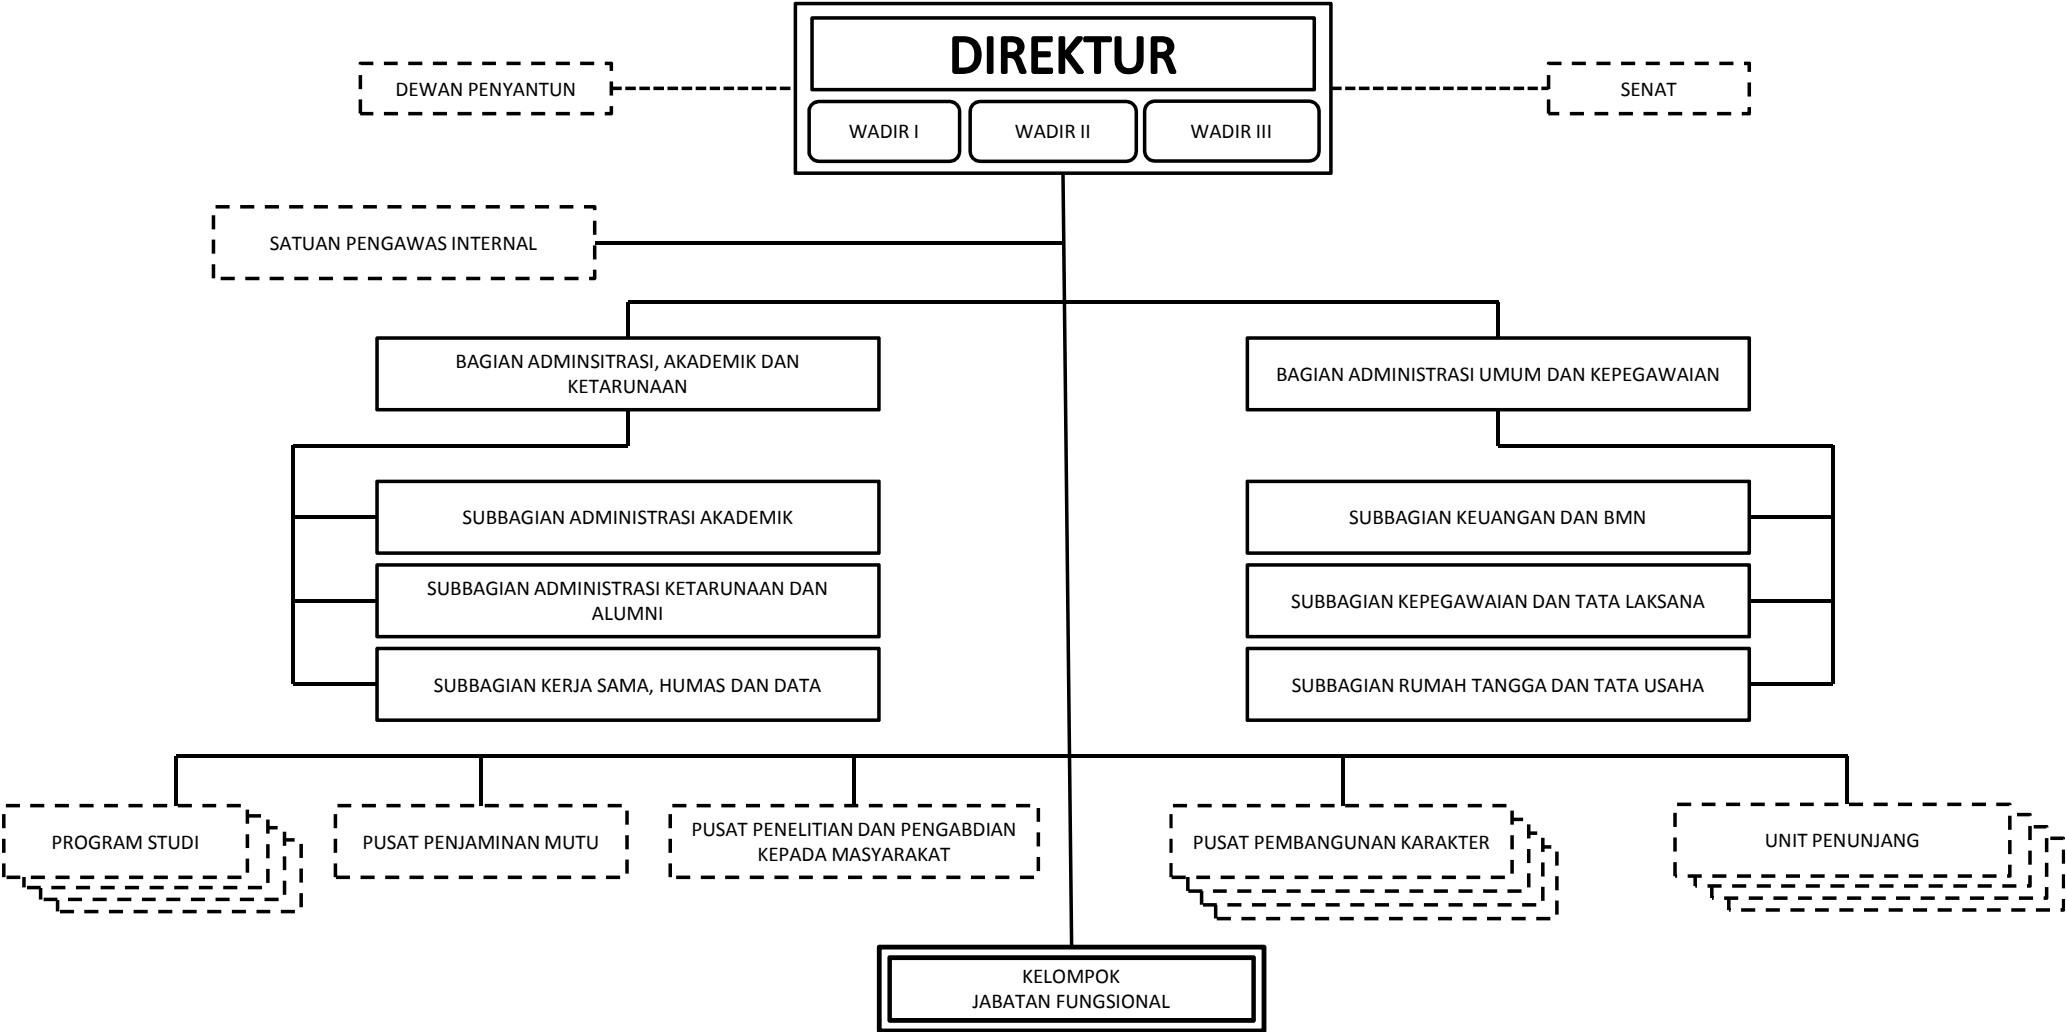 DIREKTUR
DEWAN PENYANTUN
SENAT
WADIR I
WADIR II
WADIR III
SATUAN PENGAWAS INTERNAL
BAGIAN ADMINSITRASI, AKADEMIK DAN
KETARUNAAN
BAGIAN ADMINISTRASI UMUM DAN KEPEGAWAIAN
SUBBAGIAN ADMINISTRASI AKADEMIK
SUBBAGIAN ADMINISTRASI KETARUNAAN DAN
ALUMNI
SUBBAGIAN KERJA SAMA, HUMAS DAN DATA
SUBBAGIAN KEUANGAN DAN BMN
SUBBAGIAN KEPEGAWAIAN DAN TATA LAKSANA
SUBBAGIAN RUMAH TANGGA DAN TATA USAHA
PROGRAM STUDI
PUSAT PENJAMINAN MUTU
PUSAT PENELITIAN DAN PENGABDIAN
KEPADA MASYARAKAT
PUSAT PEMBANGUNAN KARAKTER
UNIT PENUNJANG
KELOMPOK
JABATAN FUNGSIONAL